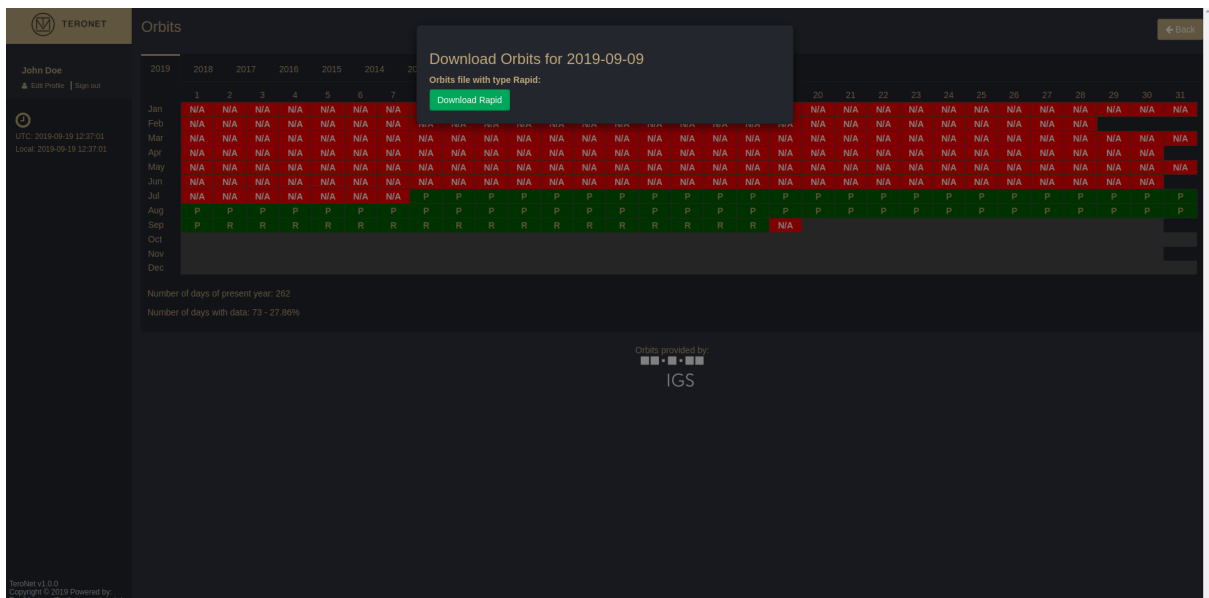 TERONET
Orbits
Back
John Doe
Edit Profile | Sign out
UTC: 2019-09-19 12:37:01
Local: 2019-09-19 12:37:01
Download Orbits for 2019-09-09
Orbits file with type Rapid:
Download Rapid
2019 2018 2017 2016 2015 2014
1 2 3 4 5 6 7 20 21 22 23 24 25 26 27 28 29 30 31
Jan N/A N/A N/A N/A N/A N/A N/A N/A N/A N/A N/A N/A N/A N/A N/A N/A N/A N/A N/A
Feb N/A N/A N/A N/A N/A N/A N/A N/A N/A N/A N/A N/A N/A N/A N/A N/A N/A N/A N/A N/A N/A N/A N/A N/A N/A N/A N/A N/A
Mar N/A N/A N/A N/A N/A N/A N/A N/A N/A N/A N/A N/A N/A N/A N/A N/A N/A N/A N/A N/A N/A N/A N/A N/A N/A N/A N/A N/A N/A N/A N/A
Apr N/A N/A N/A N/A N/A N/A N/A N/A N/A N/A N/A N/A N/A N/A N/A N/A N/A N/A N/A N/A N/A N/A N/A N/A N/A N/A N/A N/A N/A N/A
May N/A N/A N/A N/A N/A N/A N/A N/A N/A N/A N/A N/A N/A N/A N/A N/A N/A N/A N/A N/A N/A N/A N/A N/A N/A N/A N/A N/A N/A N/A N/A
Jun N/A N/A N/A N/A N/A N/A N/A N/A N/A N/A N/A N/A N/A N/A N/A N/A N/A N/A N/A N/A N/A N/A N/A N/A N/A N/A N/A N/A N/A N/A
Jul N/A N/A N/A N/A N/A N/A N/A P P P P P P P P P P P P P P P P P P P P P P P P
Aug P P P P P P P P P P P P P P P P P P P P P P P P P P P P P P P
Sep P R R R R R R R R R R R R R R R R R N/A
Oct
Nov
Dec
Number of days of present year: 262
Number of days with data: 73 - 27.86%
Orbits provided by:
IGS
TeroNet v1.0.0
Copyright © 2019 Powered by: